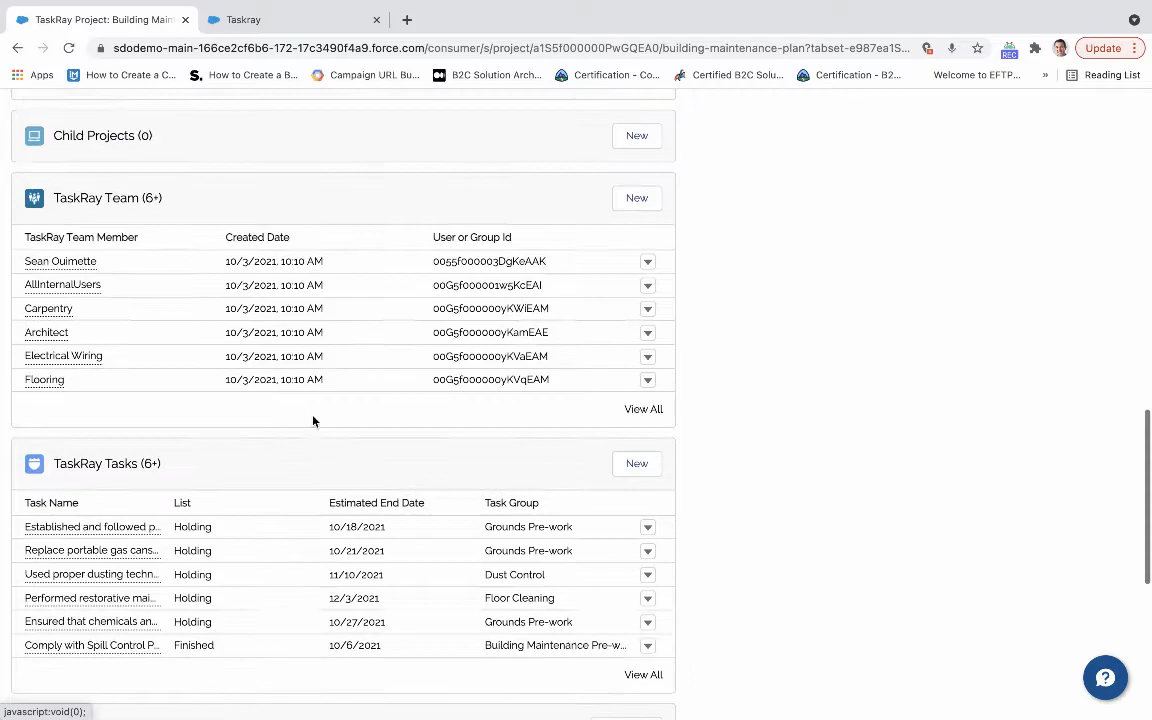 TaskRay Project: Building Main
Taskray
sdodemo-main-166ce2cf6b6-172-17c3490f4a9.force.com/consumer/s/project/a1S5f000000PwGQEA0/building-maintenance-plan?tabset-e987ea1S...
REC
Update
Apps
How to Create a C...
How to Create a B...
Campaign URL Bu...
B2C Solution Arch...
Certification - Co...
Certified B2C Solu...
Certification - B2...
Welcome to EFTP...
»
Reading List
Child Projects (0)
New
TaskRay Team (6+)
New
TaskRay Team Member Created Date User or Group Id
Sean Ouimette 10/3/2021, 10:10 AM 0055f000003DgKeAAK
AllInternalUsers 10/3/2021, 10:10 AM 00G5f000001w5KcEAI
Carpentry 10/3/2021, 10:10 AM 00G5f000000yKWiEAM
Architect 10/3/2021, 10:10 AM 00G5f000000yKamEAE
Electrical Wiring 10/3/2021, 10:10 AM 00G5f000000yKVaEAM
Flooring 10/3/2021, 10:10 AM 00G5f000000yKVqEAM
View All
TaskRay Tasks (6+)
New
Task Name List Estimated End Date Task Group
Established and followed p... Holding 10/18/2021 Grounds Pre-work
Replace portable gas cans... Holding 10/21/2021 Grounds Pre-work
Used proper dusting techn... Holding 11/10/2021 Dust Control
Performed restorative mai... Holding 12/3/2021 Floor Cleaning
Ensured that chemicals an... Holding 10/27/2021 Grounds Pre-work
Comply with Spill Control P... Finished 10/6/2021 Building Maintenance Pre-w...
View All
javascript:void(0);